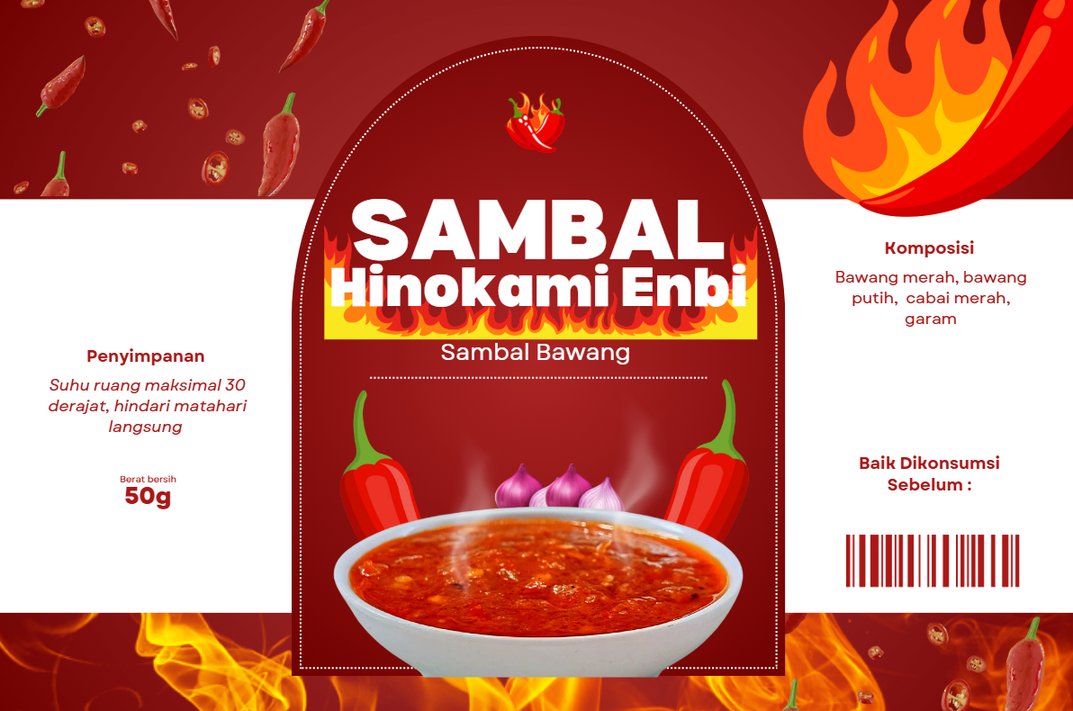 SAMBAL
Hinokami Enbi
Sambal Bawang
Penyimpanan
Suhu ruang maksimal 30
derajat, hindari matahari
langsung
Berat bersih
50g
Komposisi
Bawang merah, bawang
putih,  cabai merah,
garam
Baik Dikonsumsi
Sebelum :